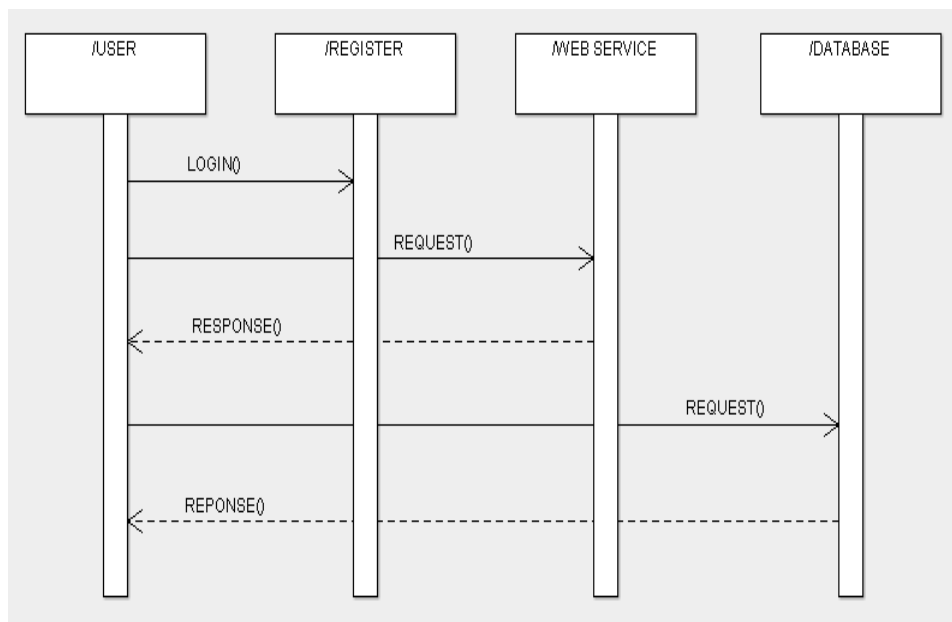 /USER
/REGISTER
/WEB SERVICE
/DATABASE
LOGIN()
REQUEST()
RESPONSE()
REQUEST()
REPONSE()